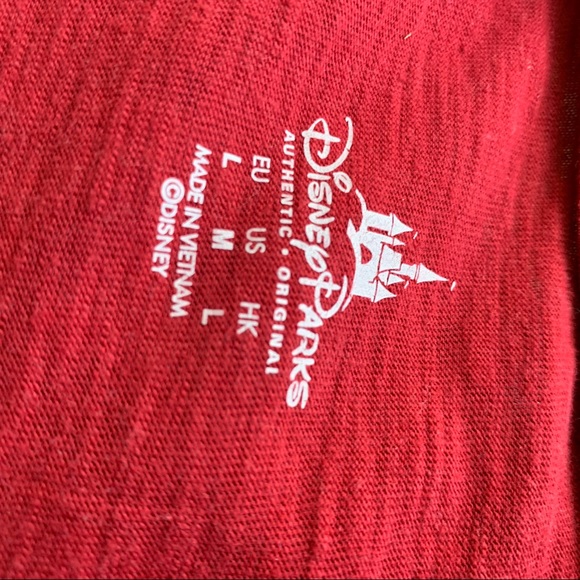 Disney Parks
AUTHENTIC • ORIGINAL
EU US HK
L M L
MADE IN VIETNAM
©DISNEY